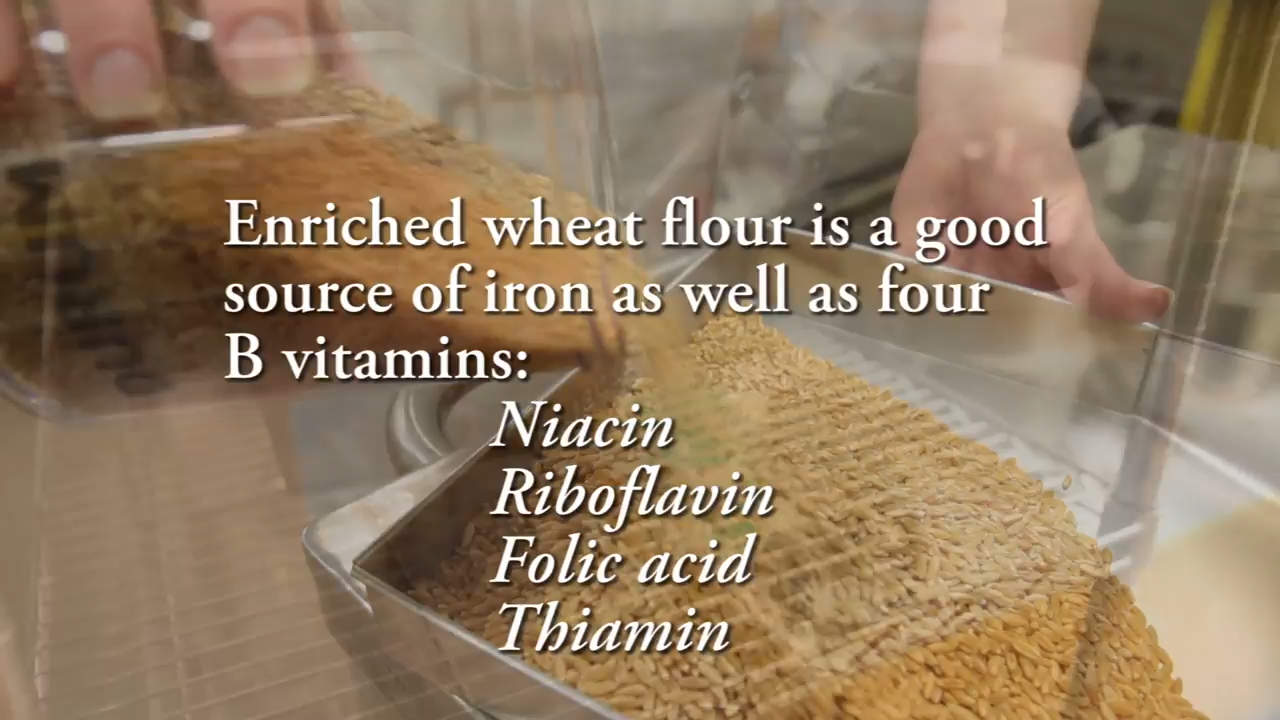 Enriched wheat flour is a good
source of iron as well as four
B vitamins:
Niacin
Riboflavin
Folic acid
Thiamin